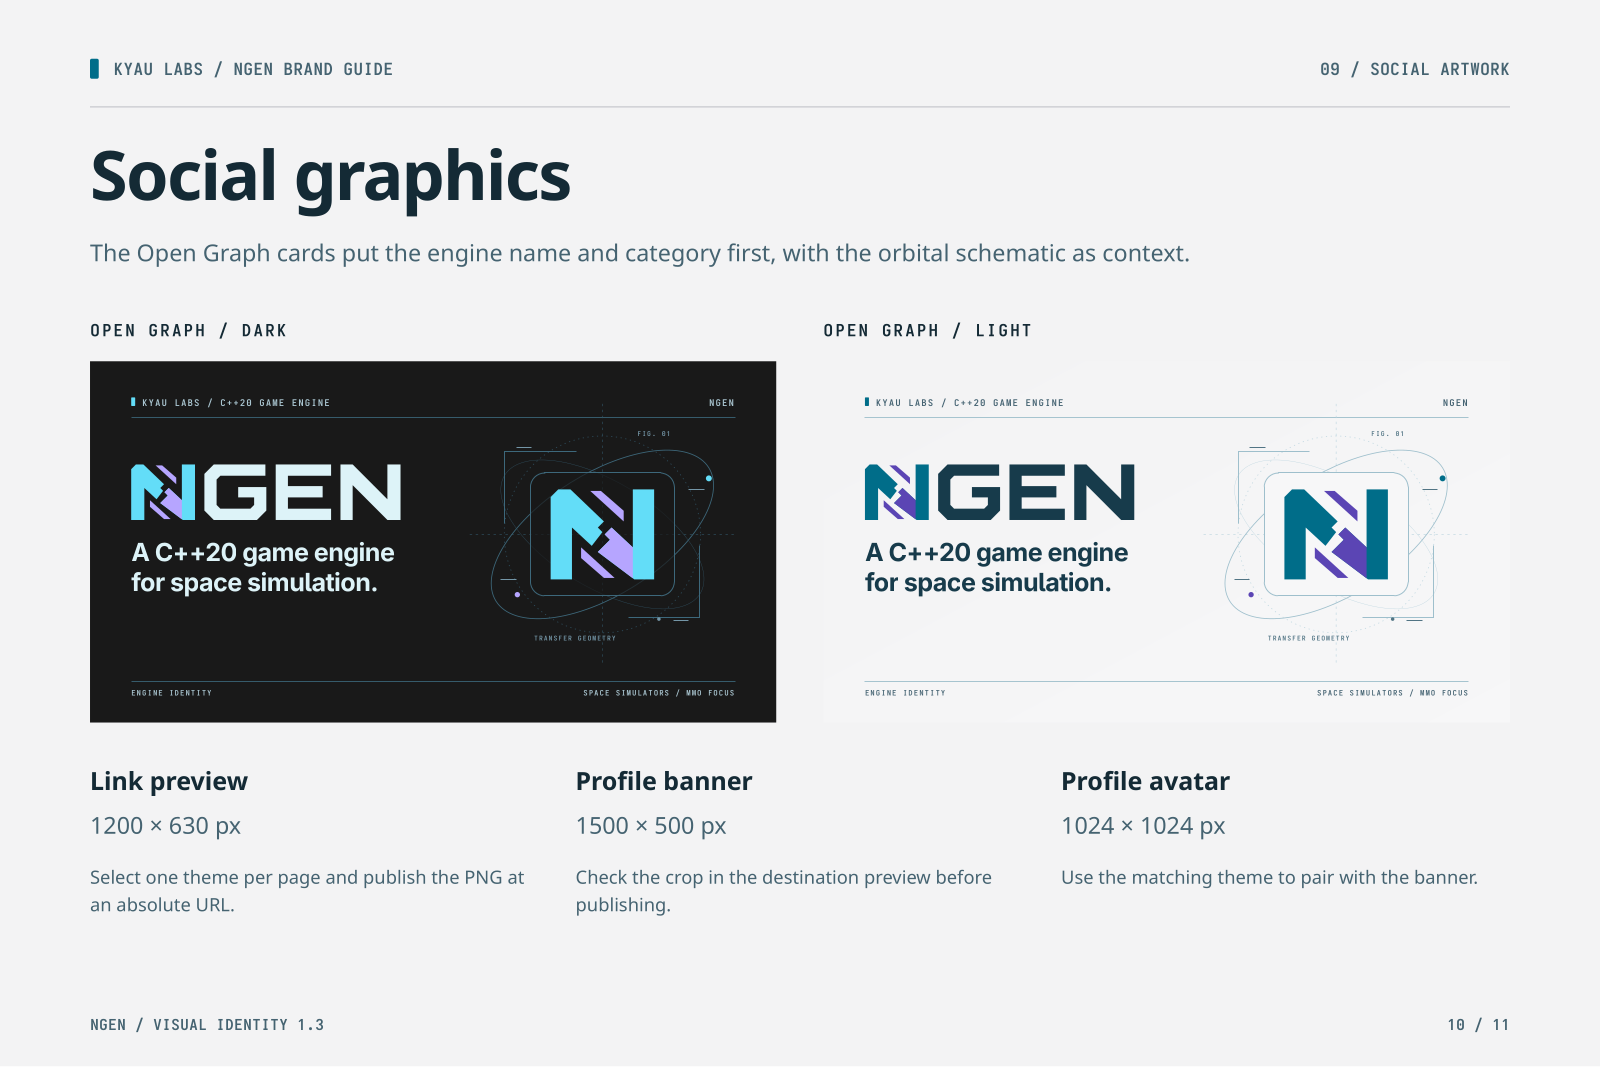 KYAU LABS / NGEN BRAND GUIDE
09 / SOCIAL ARTWORK
Social graphics
The Open Graph cards put the engine name and category first, with the orbital schematic as context.
OPEN GRAPH / DARK
KYAU LABS / C++20 GAME ENGINE
NGEN
FIG. 01
NGEN
N
A C++20 game engine
for space simulation.
TRANSFER GEOMETRY
ENGINE IDENTITY
SPACE SIMULATORS / MMO FOCUS
OPEN GRAPH / LIGHT
KYAU LABS / C++20 GAME ENGINE
NGEN
FIG. 01
NGEN
N
A C++20 game engine
for space simulation.
TRANSFER GEOMETRY
ENGINE IDENTITY
SPACE SIMULATORS / MMO FOCUS
Link preview
1200 × 630 px
Select one theme per page and publish the PNG at
an absolute URL.
Profile banner
1500 × 500 px
Check the crop in the destination preview before
publishing.
Profile avatar
1024 × 1024 px
Use the matching theme to pair with the banner.
NGEN / VISUAL IDENTITY 1.3
10 / 11